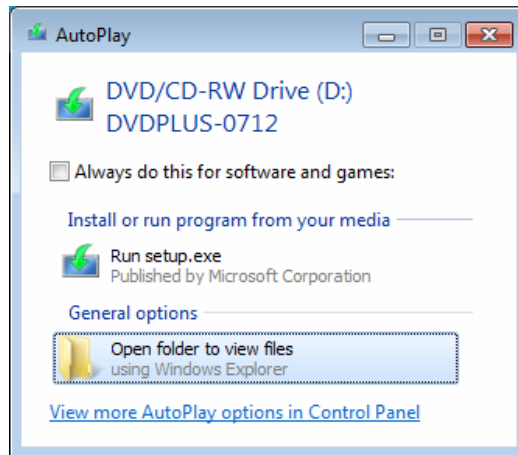 AutoPlay
DVD/CD-RW Drive (D:)
DVDPLUS-0712
Always do this for software and games:
Install or run program from your media
Run setup.exe
Published by Microsoft Corporation
General options
Open folder to view files
using Windows Explorer
View more AutoPlay options in Control Panel